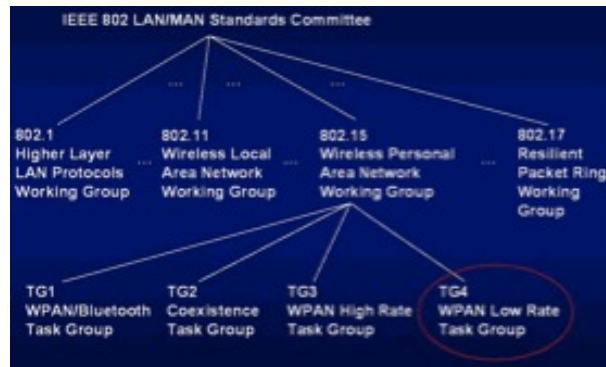 IEEE 802 LAN/MAN Standards Committee
... ... ...
802.1
Higher Layer
LAN Protocols
Working Group
...
802.11
Wireless Local
Area Network
Working Group
...
802.15
Wireless Personal
Area Network
Working Group
...
802.17
Resilient
Packet Ring
Working
Group
TG1
WPAN/Bluetooth
Task Group
TG2
Coexistence
Task Group
TG3
WPAN High Rate
Task Group
TG4
WPAN Low Rate
Task Group